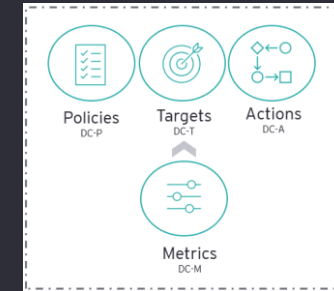 Policies
DC-P
Targets
DC-T
Actions
DC-A
Metrics
DC-M